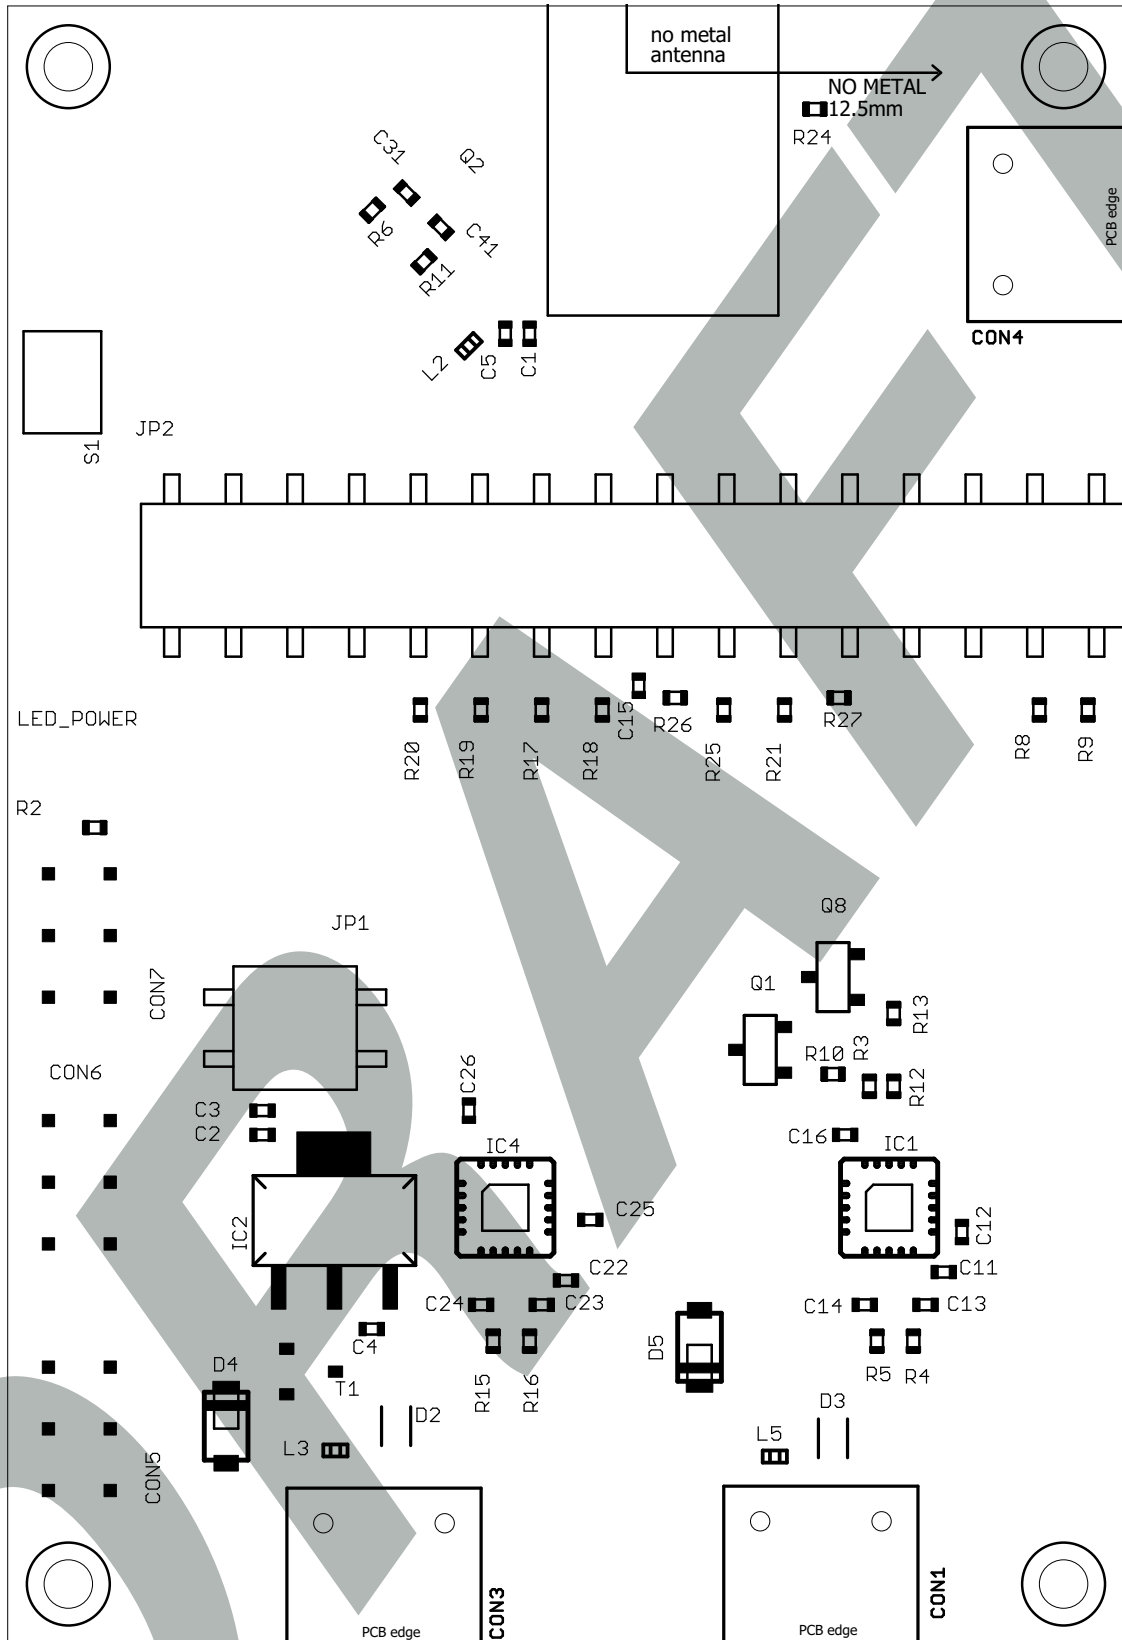 no metal
antenna
NO METAL
12.5mm
R24
C31
Q2
R6
C41
R11
PCB edge
CON4
L2
C5
C1
S1
JP2
LED_POWER
R20
R19
R17
R18
C15
R26
R25
R21
R27
R8
R9
R2
JP1
CON7
Q8
Q1
R13
R10
R3
R12
CON6
C3
C2
C26
C16
IC4
IC1
IC2
C25
C12
C22
C11
C24
C23
C14
C13
C4
D5
R15
R16
R5
R4
D4
T1
D2
D3
L3
L5
CON5
CON3
CON1
PCB edge
PCB edge
DRAFT